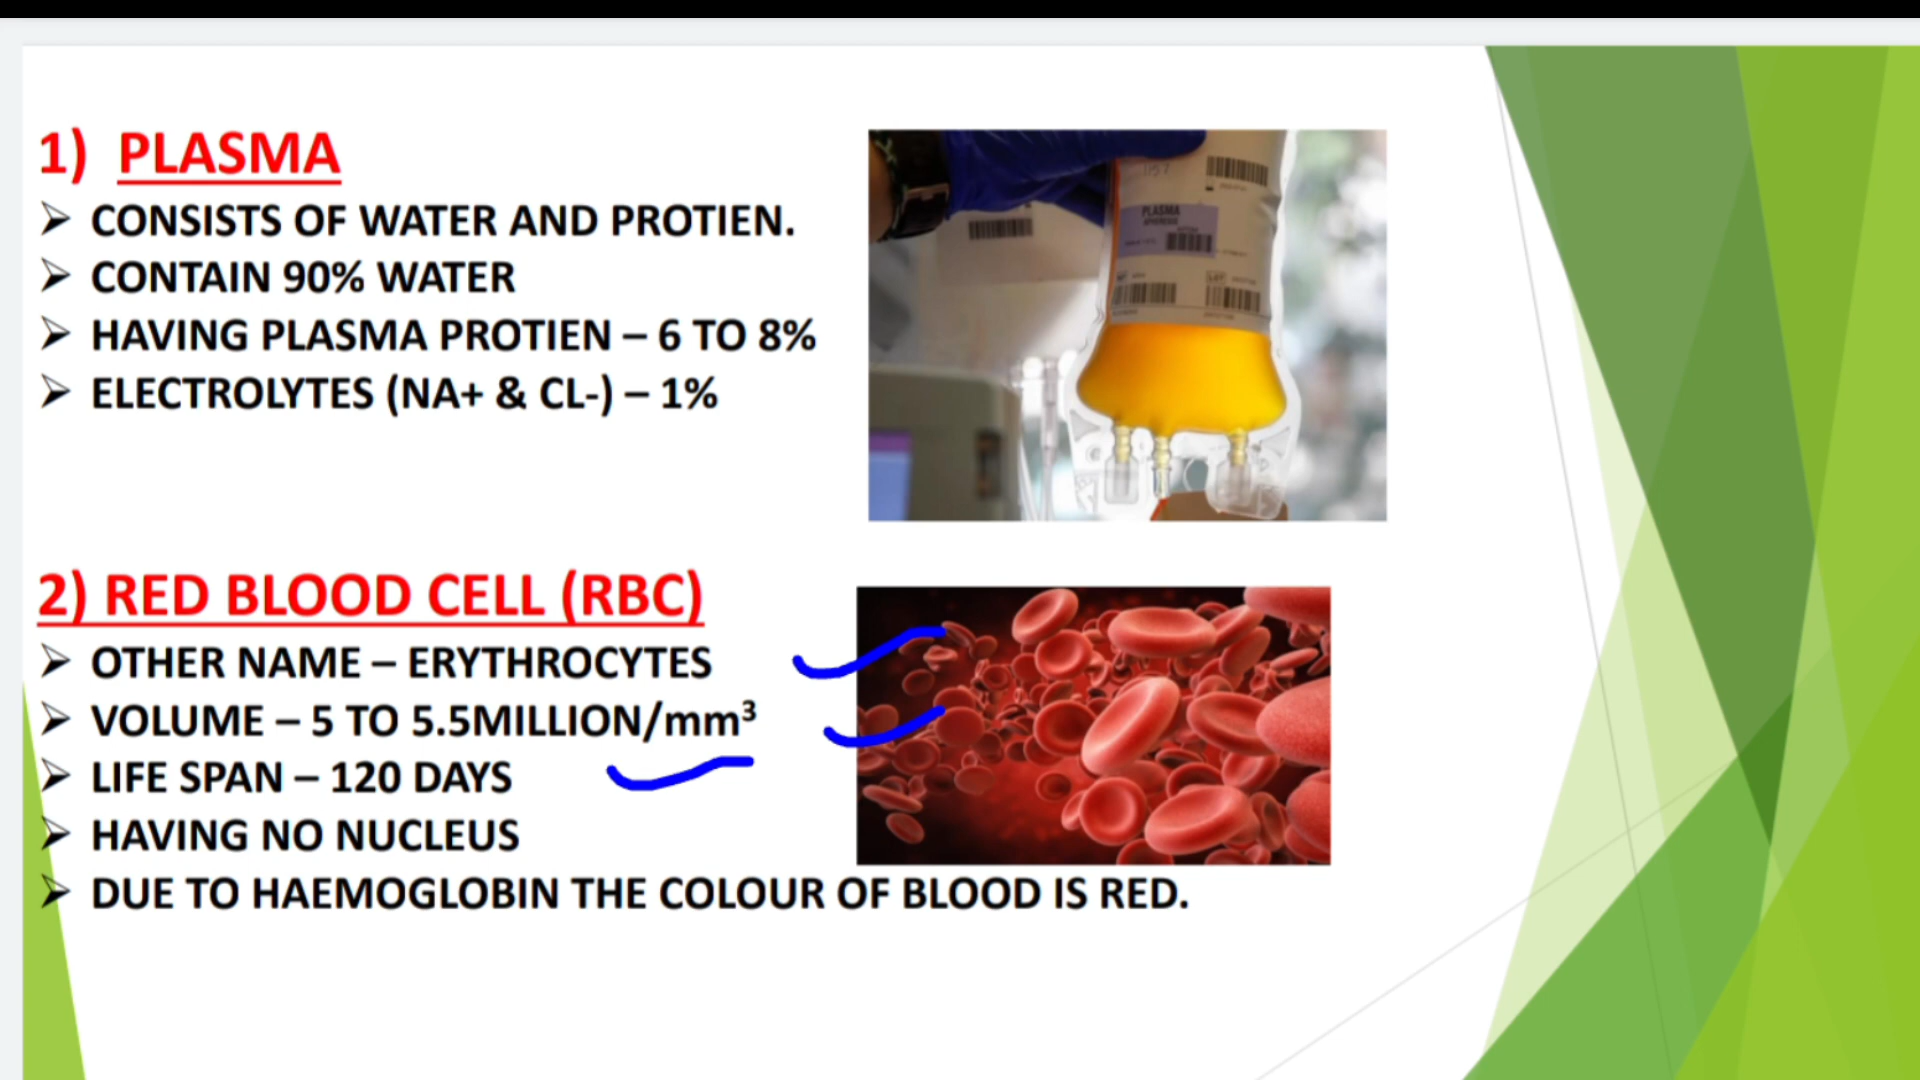 1) PLASMA
➢ CONSISTS OF WATER AND PROTIEN.
➢ CONTAIN 90% WATER
➢ HAVING PLASMA PROTIEN – 6 TO 8%
➢ ELECTROLYTES (NA+ & CL-) – 1%
PLASMA
2) RED BLOOD CELL (RBC)
➢ OTHER NAME – ERYTHROCYTES
➢ VOLUME – 5 TO 5.5MILLION/mm³
➢ LIFE SPAN – 120 DAYS
➢ HAVING NO NUCLEUS
➢ DUE TO HAEMOGLOBIN THE COLOUR OF BLOOD IS RED.